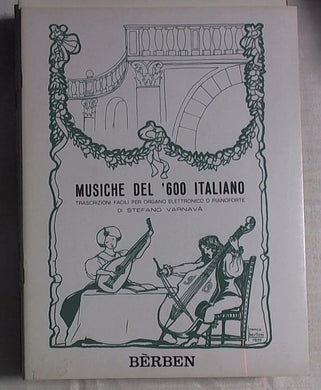 MUSICHE DEL '600 ITALIANO
TRASCRIZIONI FACILI PER ORGANO ELETTRONICO O PIANOFORTE
DI STEFANO VARNAVÀ
BÈRBEN